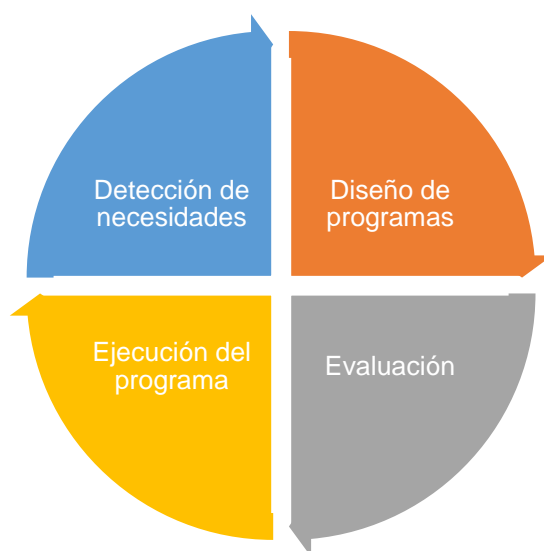 Detección de
necesidades
Diseño de
programas
Ejecución del
programa
Evaluación